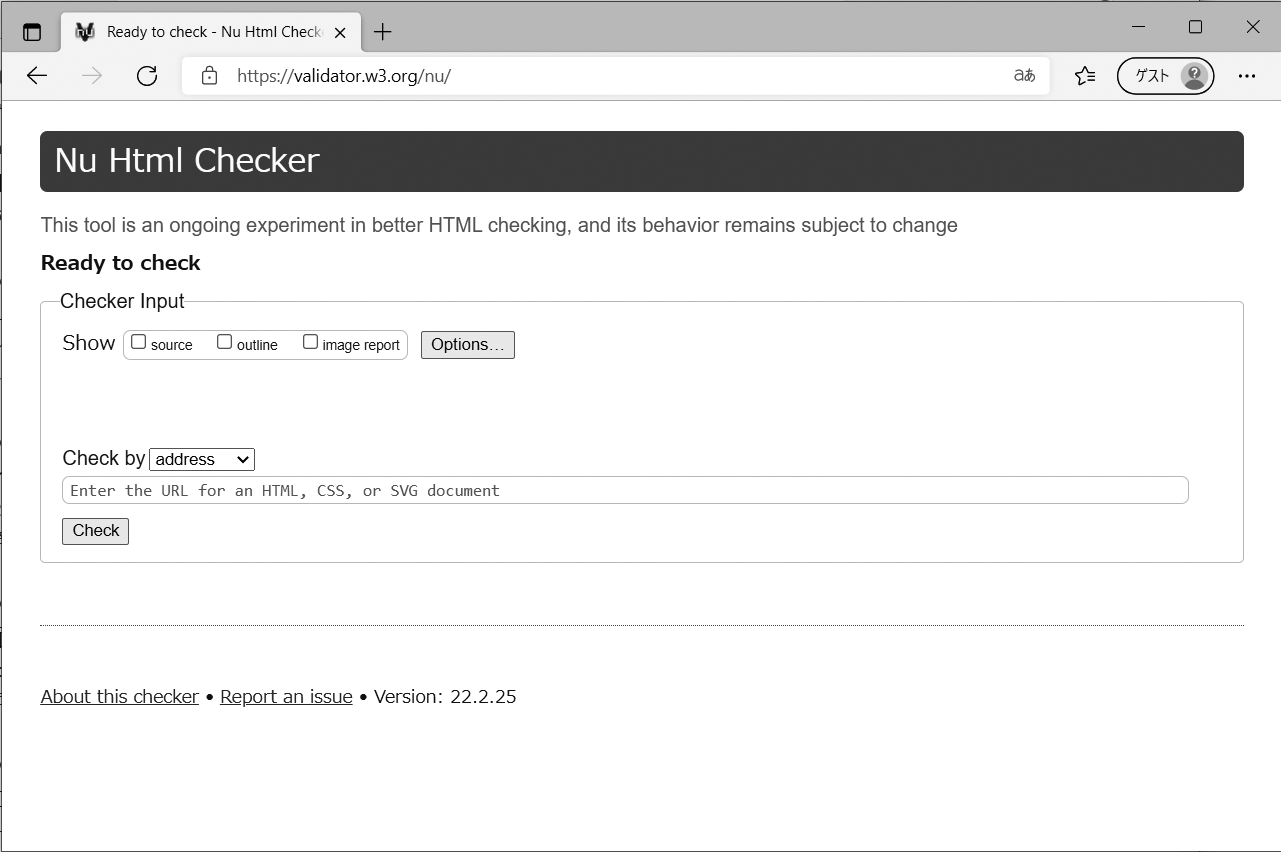 Ready to check - Nu Html Check
https://validator.w3.org/nu/
aあ
ゲスト
Nu Html Checker
This tool is an ongoing experiment in better HTML checking, and its behavior remains subject to change
Ready to check
Checker Input
Show source outline image report Options...
Check by address
Enter the URL for an HTML, CSS, or SVG document
Check
About this checker • Report an issue • Version: 22.2.25